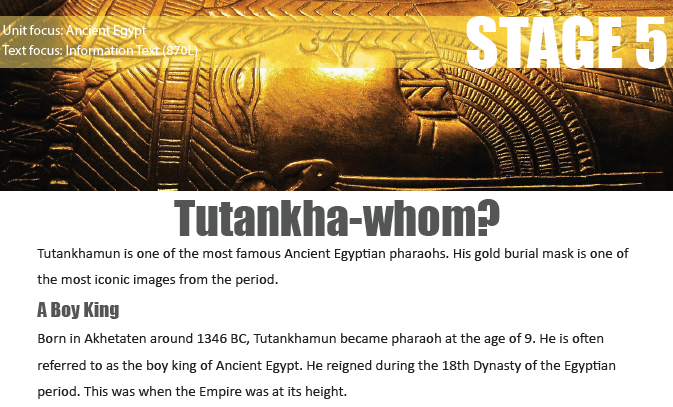 Unit focus: Ancient Egypt
Text focus: Information Text (870L)
STAGE 5
Tutankha-whom?
Tutankhamun is one of the most famous Ancient Egyptian pharaohs. His gold burial mask is one of
the most iconic images from the period.
A Boy King
Born in Akhetaten around 1346 BC, Tutankhamun became pharaoh at the age of 9. He is often
referred to as the boy king of Ancient Egypt. He reigned during the 18th Dynasty of the Egyptian
period. This was when the Empire was at its height.